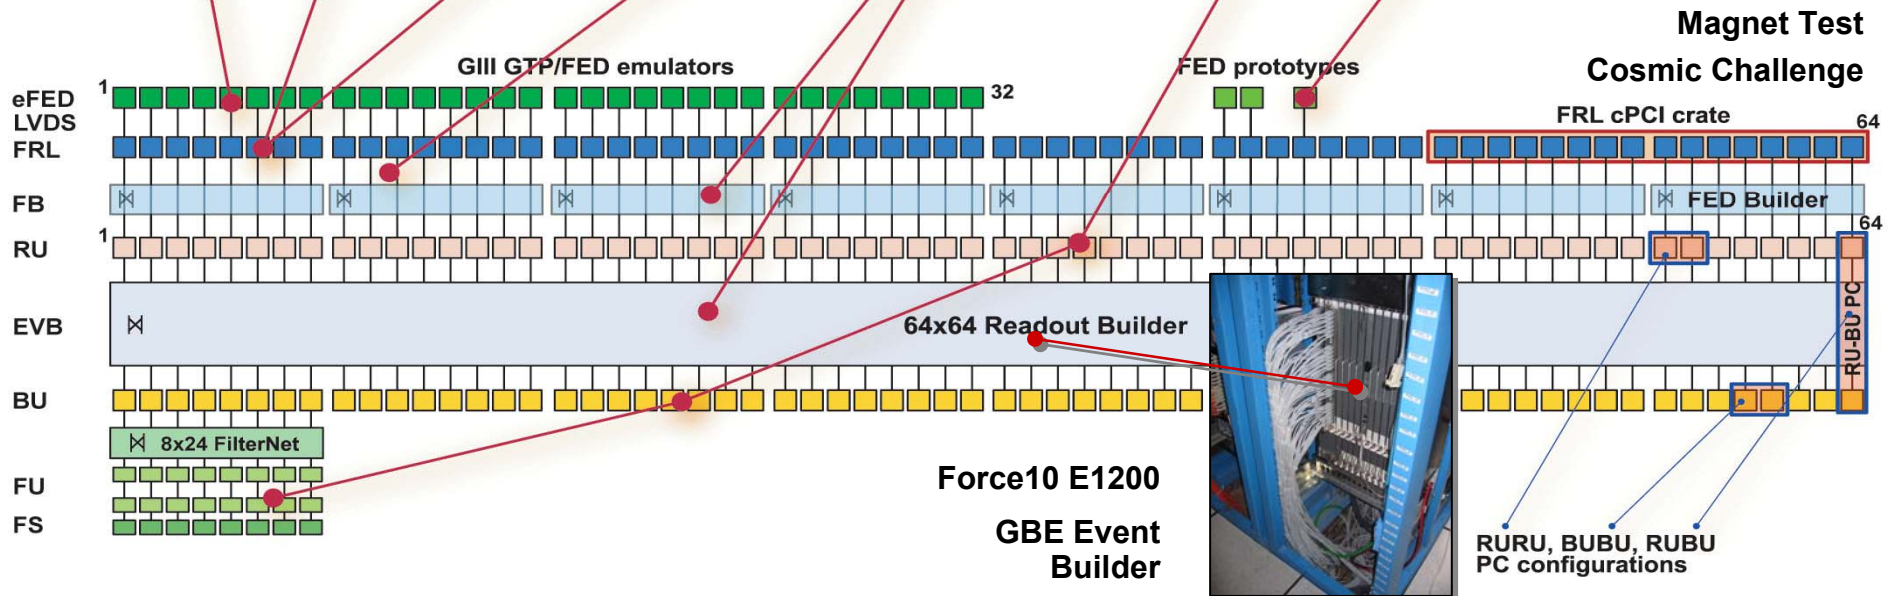 Magnet Test
Cosmic Challenge
GIII GTP/FED emulators
FED prototypes
FRL cPCI crate
eFED
1
32
LVDS
FRL
64
FB
FED Builder
RU
1
64
EVB
64x64 Readout Builder
RU-BU PC
BU
8x24 FilterNet
FU
FS
Force10 E1200
GBE Event
Builder
RURU, BUBU, RUBU
PC configurations